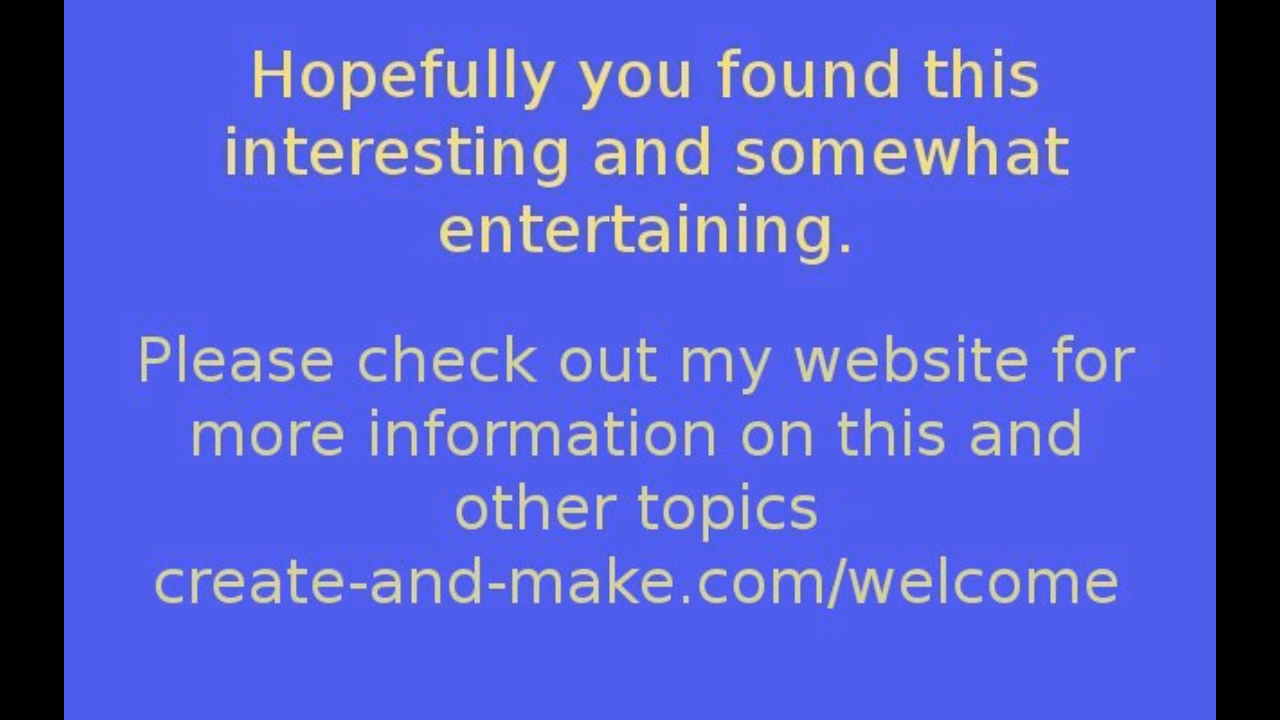 Hopefully you found this
interesting and somewhat
entertaining.
Please check out my website for
more information on this and
other topics
create-and-make.com/welcome